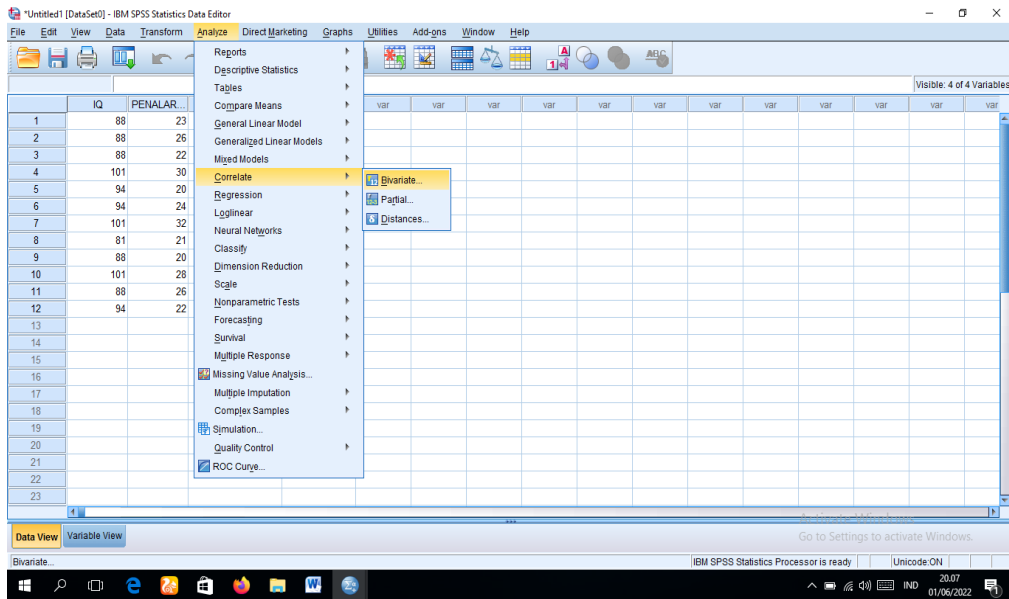 *Untitled1 [DataSet0] - IBM SPSS Statistics Data Editor
File Edit View Data Transform Analyze Direct Marketing Graphs Utilities Add-ons Window Help
Visible: 4 of 4 Variables
IQ PENALAR... var var var var var var var var var var var var
1 88 23
2 88 26
3 88 22
4 101 30
5 94 20
6 94 24
7 101 32
8 81 21
9 88 20
10 101 28
11 88 26
12 94 22
13
14
15
16
17
18
19
20
21
22
23
Reports
Descriptive Statistics
Tables
Compare Means
General Linear Model
Generalized Linear Models
Mixed Models
Correlate
Regression
Loglinear
Neural Networks
Classify
Dimension Reduction
Scale
Nonparametric Tests
Forecasting
Survival
Multiple Response
Missing Value Analysis...
Multiple Imputation
Complex Samples
Simulation...
Quality Control
ROC Curve...
Bivariate...
Partial...
Distances...
Data View Variable View
Activate Windows
Go to Settings to activate Windows.
Bivariate... IBM SPSS Statistics Processor is ready Unicode:ON
IND 20.07
01/06/2022